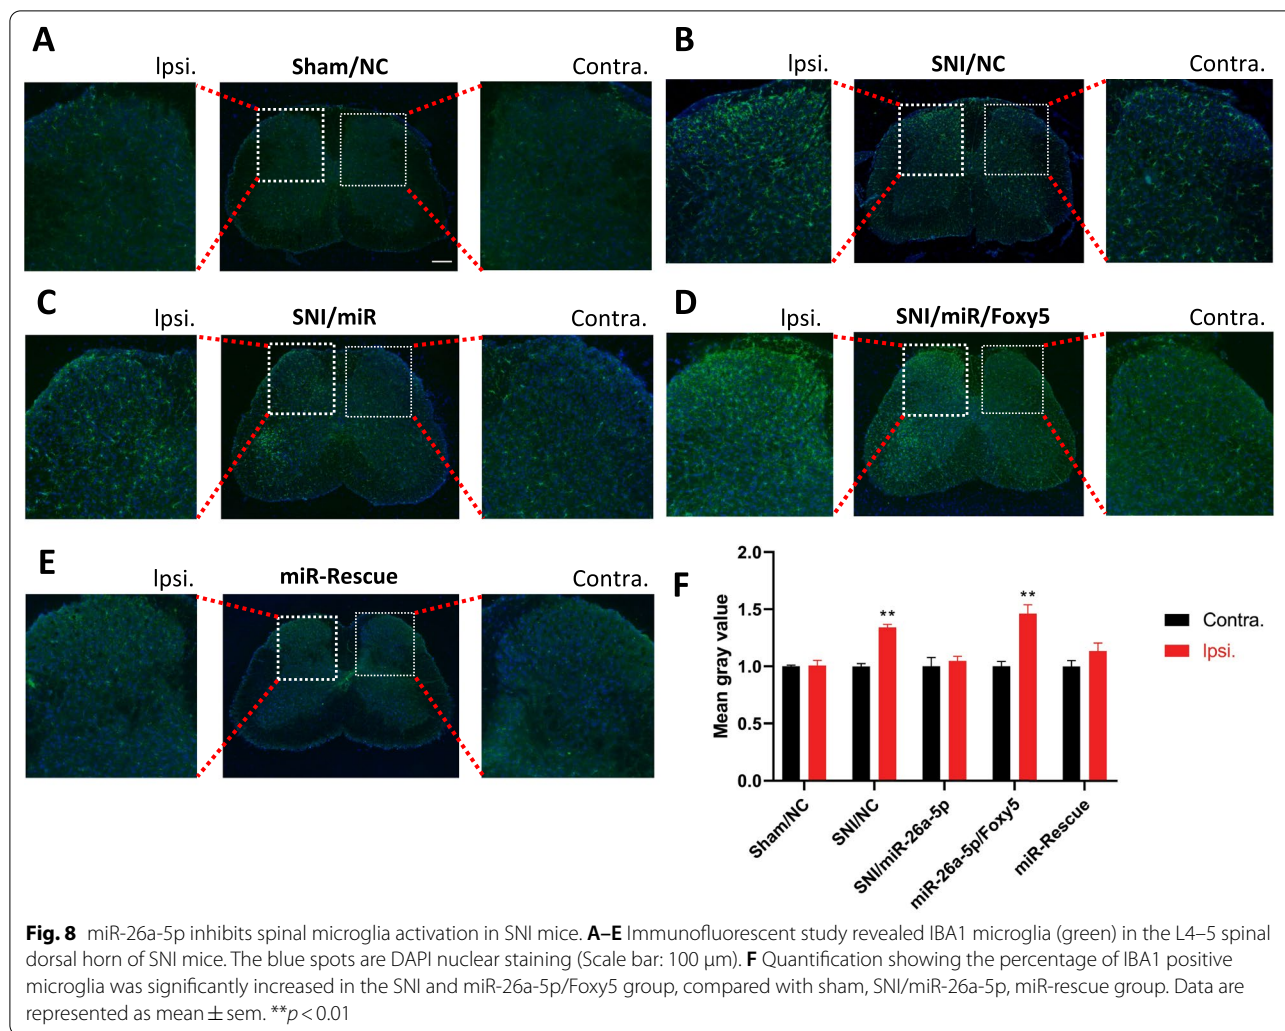 A
Ipsi.
Sham/NC
Contra.
B
Ipsi.
SNI/NC
Contra.
C
Ipsi.
SNI/miR
Contra.
D
Ipsi.
SNI/miR/Foxy5
Contra.
E
Ipsi.
miR-Rescue
Contra.
F
Mean gray value
2.0
1.5
1.0
0.5
0.0
**
**
Contra.
Ipsi.
Sham/NC
SNI/NC
SNI/miR-26a-5p
miR-26a-5p/Foxy5
miR-Rescue
Fig. 8 miR-26a-5p inhibits spinal microglia activation in SNI mice. A–E Immunofluorescent study revealed IBA1 microglia (green) in the L4–5 spinal
dorsal horn of SNI mice. The blue spots are DAPI nuclear staining (Scale bar: 100 μm). F Quantification showing the percentage of IBA1 positive
microglia was significantly increased in the SNI and miR-26a-5p/Foxy5 group, compared with sham, SNI/miR-26a-5p, miR-rescue group. Data are
represented as mean ± sem. **p < 0.01